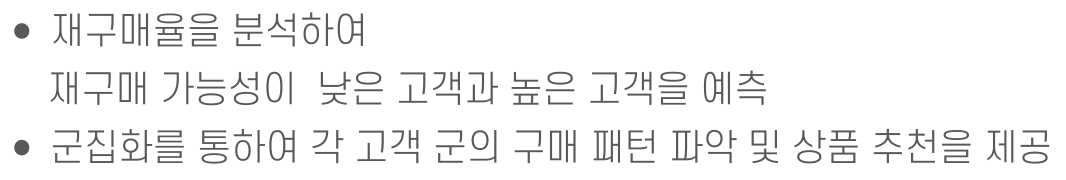 • 재구매율을 분석하여
재구매 가능성이 낮은 고객과 높은 고객을 예측
• 군집화를 통하여 각 고객 군의 구매 패턴 파악 및 상품 추천을 제공